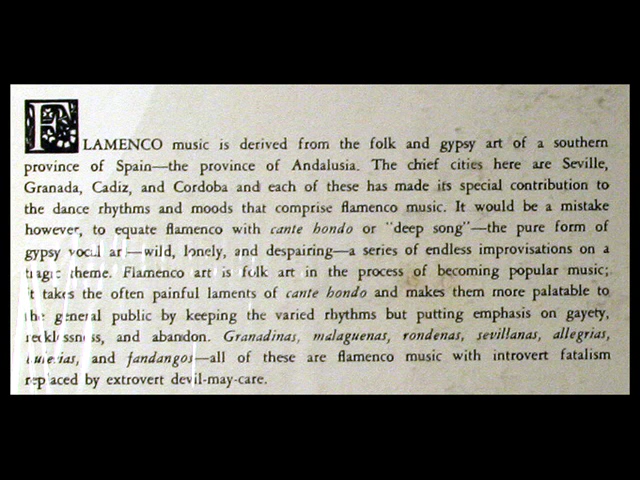 FLAMENCO music is derived from the folk and gypsy art of a southern
province of Spain—the province of Andalusia. The chief cities here are Seville,
Granada, Cadiz, and Cordoba and each of these has made its special contribution to
the dance rhythms and moods that comprise flamenco music. It would be a mistake
however, to equate flamenco with cante hondo or "deep song"—the pure form of
gypsy vocal art—wild, lonely, and despairing—a series of endless improvisations on a
tragic theme. Flamenco art is folk art in the process of becoming popular music;
it takes the often painful laments of cante hondo and makes them more palatable to
the general public by keeping the varied rhythms but putting emphasis on gayety,
recklessness, and abandon. Granadinas, malaguenas, rondenas, sevillanas, allegrias,
and fandangos—all of these are flamenco music with introvert fatalism
replaced by extrovert devil-may-care.